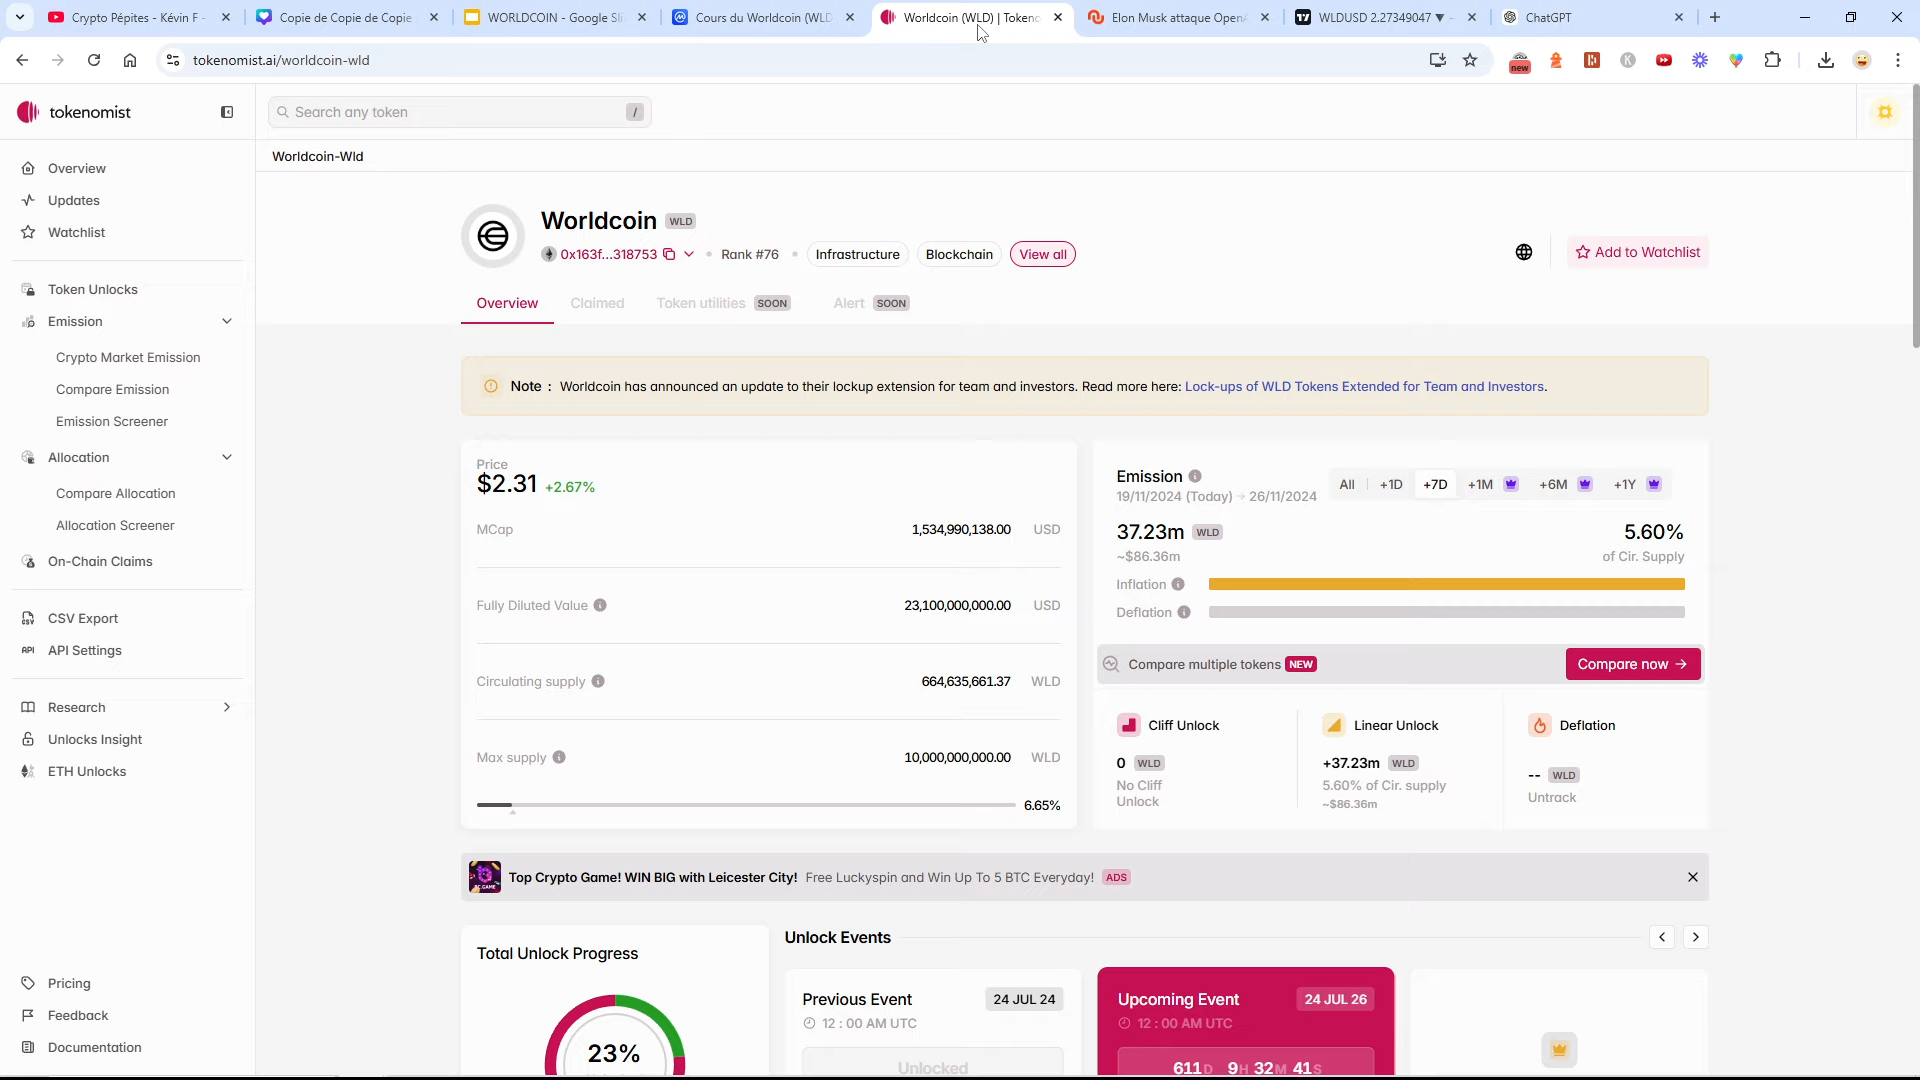 Crypto Pépites - Kévin F -
Copie de Copie de Copie
WORLDCOIN - Google Sli
Cours du Worldcoin (WLD
Worldcoin (WLD) | Tokeno
Elon Musk attaque OpenA
WLDUSD 2.27349047 ▼ -
ChatGPT
tokenomist.ai/worldcoin-wld
new
tokenomist
Search any token /
Overview
Updates
Watchlist
Token Unlocks
Emission
Crypto Market Emission
Compare Emission
Emission Screener
Allocation
Compare Allocation
Allocation Screener
On-Chain Claims
CSV Export
API Settings
Research
Unlocks Insight
ETH Unlocks
Pricing
Feedback
Documentation
Worldcoin-Wld
Worldcoin WLD
0x163f...318753 • Rank #76 • Infrastructure Blockchain View all
Add to Watchlist
Overview Claimed Token utilities SOON Alert SOON
Note : Worldcoin has announced an update to their lockup extension for team and investors. Read more here: Lock-ups of WLD Tokens Extended for Team and Investors.
Price
$2.31 +2.67%
MCap 1,534,990,138.00 USD
Fully Diluted Value 23,100,000,000.00 USD
Circulating supply 664,635,661.37 WLD
Max supply 10,000,000,000.00 WLD
6.65%
Emission
19/11/2024 (Today) → 26/11/2024
All +1D +7D +1M +6M +1Y
37.23m WLD 5.60%
~$86.36m of Cir. Supply
Inflation
Deflation
Compare multiple tokens NEW Compare now →
Cliff Unlock
0 WLD
No Cliff
Unlock
Linear Unlock
+37.23m WLD
5.60% of Cir. supply
~$86.36m
Deflation
-- WLD
Untrack
Top Crypto Game! WIN BIG with Leicester City! Free Luckyspin and Win Up To 5 BTC Everyday! ADS
Total Unlock Progress
23%
Unlock Events
Previous Event 24 JUL 24
12 : 00 AM UTC
Unlocked
Upcoming Event 24 JUL 26
12 : 00 AM UTC
611D 9H 32M 41S